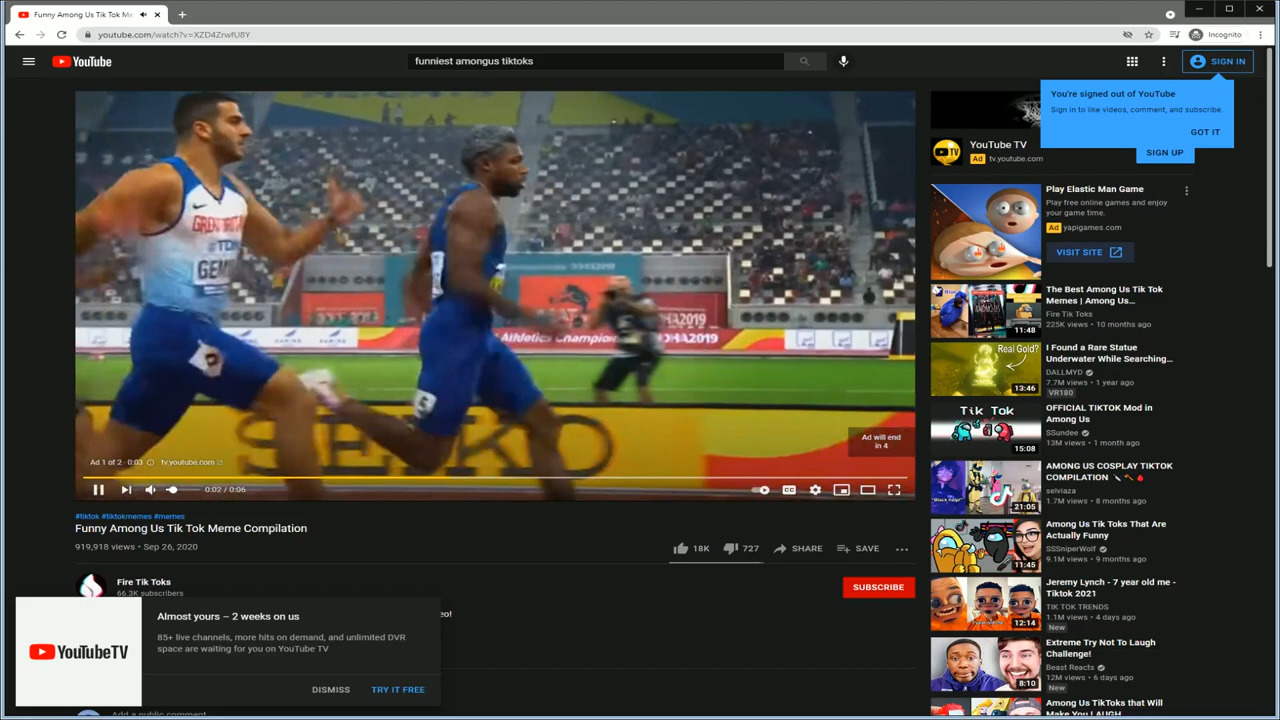 Funny Among Us Tik Tok Me
youtube.com/watch?v=XZD4ZrwfU8Y
Incognito
YouTube
funniest amongus tiktoks
SIGN IN
You're signed out of YouTube
Sign in to like videos, comment, and subscribe.
GOT IT
SIGN UP
YouTube TV
Ad tv.youtube.com
Play Elastic Man Game
Play free online games and enjoy
your game time.
Ad yapigames.com
VISIT SITE
GREAT
GEM
Athletics Champion
DOHA2019
SEIKO
Ad will end
in 4
Ad 1 of 2 · 0:03
tv.youtube.com
0:02 / 0:06
CC
#tiktok #tiktokmemes #memes
Funny Among Us Tik Tok Meme Compilation
919,918 views • Sep 26, 2020
18K
727
SHARE
SAVE
Fire Tik Toks
66.3K subscribers
SUBSCRIBE
YouTubeTV
Almost yours – 2 weeks on us
85+ live channels, more hits on demand, and unlimited DVR
space are waiting for you on YouTube TV
DISMISS
TRY IT FREE
Add a public comment
The Best Among Us Tik Tok
Memes | Among Us...
Fire Tik Toks
225K views • 10 months ago
11:48
Real Gold?
I Found a Rare Statue
Underwater While Searching...
DALLMYD
7.7M views • 1 year ago
VR180
13:46
Tik Tok
OFFICIAL TIKTOK Mod in
Among Us
SSundee
13M views • 1 month ago
15:08
AMONG US COSPLAY TIKTOK
COMPILATION
selviaza
1.7M views • 8 months ago
21:05
Among Us Tik Toks That Are
Actually Funny
SSSniperWolf
9.1M views • 9 months ago
11:45
Jeremy Lynch - 7 year old me -
Tiktok 2021
TIK TOK TRENDS
1.1M views • 4 days ago
New
12:14
Extreme Try Not To Laugh
Challenge!
Beast Reacts
12M views • 6 days ago
New
8:10
Among Us TikToks that Will
Make You LAUGH